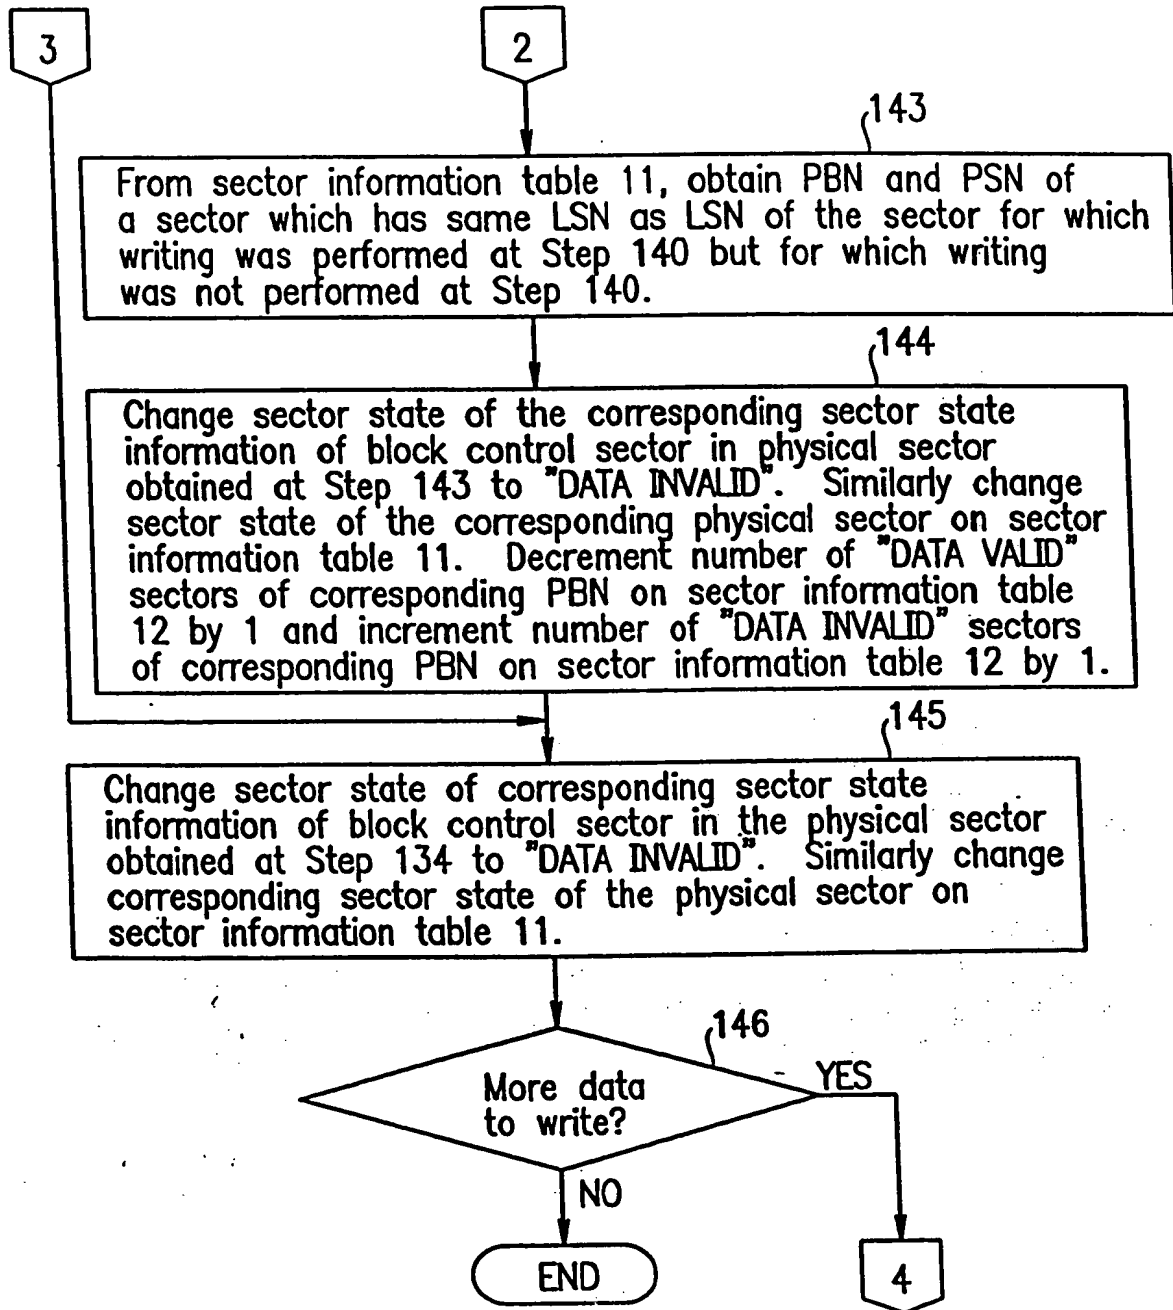 3
2
143
From sector information table 11, obtain PBN and PSN of
a sector which has same LSN as LSN of the sector for which
writing was performed at Step 140 but for which writing
was not performed at Step 140.
144
Change sector state of the corresponding sector state
information of block control sector in physical sector
obtained at Step 143 to "DATA INVALID". Similarly change
sector state of the corresponding physical sector on sector
information table 11. Decrement number of "DATA VALID"
sectors of corresponding PBN on sector information table
12 by 1 and increment number of "DATA INVALID" sectors
of corresponding PBN on sector information table 12 by 1.
145
Change sector state of corresponding sector state
information of block control sector in the physical sector
obtained at Step 134 to "DATA INVALID". Similarly change
corresponding sector state of the physical sector on
sector information table 11.
146
More data
to write?
YES
NO
END
4